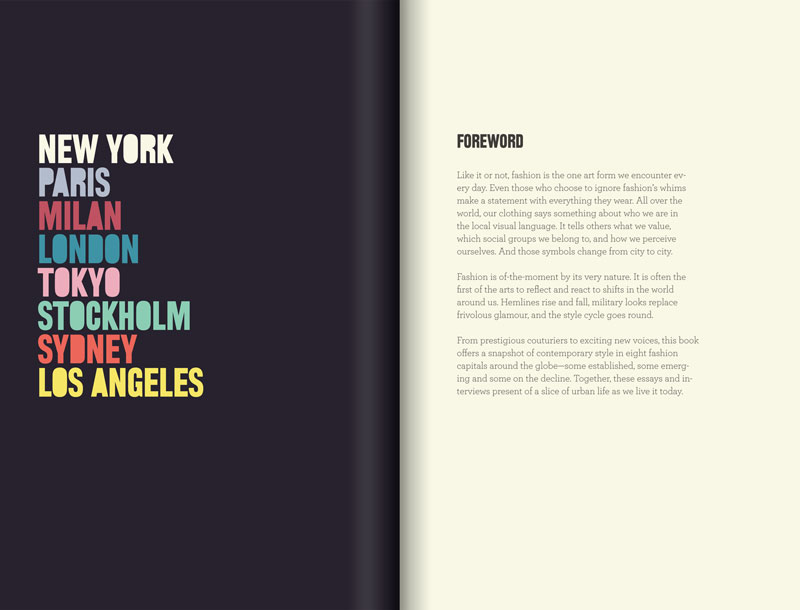 NEW YORK
PARIS
MILAN
LONDON
TOKYO
STOCKHOLM
SYDNEY
LOS ANGELES
FOREWORD
Like it or not, fashion is the one art form we encounter ev-
ery day. Even those who choose to ignore fashion's whims
make a statement with everything they wear. All over the
world, our clothing says something about who we are in
the local visual language. It tells others what we value,
which social groups we belong to, and how we perceive
ourselves. And those symbols change from city to city.
Fashion is of-the-moment by its very nature. It is often the
first of the arts to reflect and react to shifts in the world
around us. Hemlines rise and fall, military looks replace
frivolous glamour, and the style cycle goes round.
From prestigious couturiers to exciting new voices, this book
offers a snapshot of contemporary style in eight fashion
capitals around the globe—some established, some emerg-
ing and some on the decline. Together, these essays and in-
terviews present of a slice of urban life as we live it today.